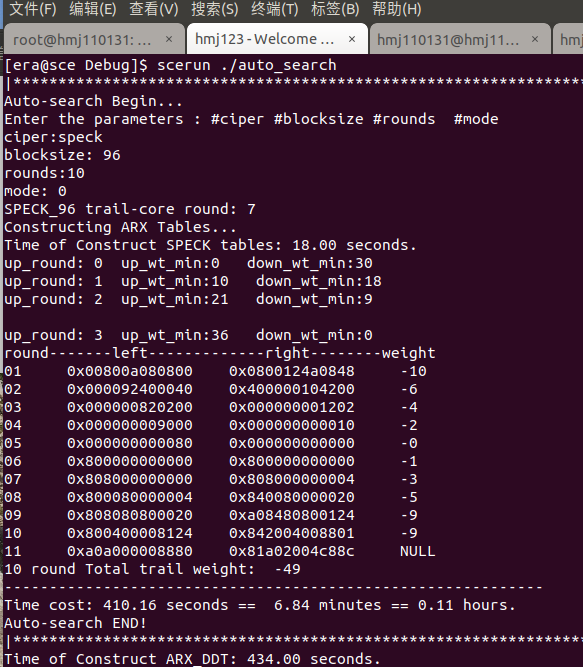 文件(F) 编辑(E) 查看(V) 搜索(S) 终端(T) 标签(B) 帮助(H)
root@hmj110131: ... × hmj123 - Welcome ... × hmj110131@hmj11... × hmj
[era@sce Debug]$ scerun ./auto_search
|****************************************************************
Auto-search Begin...
Enter the parameters : #ciper #blocksize #rounds  #mode
ciper:speck
blocksize: 96
rounds:10
mode: 0
SPECK_96 trail-core round: 7
Constructing ARX Tables...
Time of Construct SPECK tables: 18.00 seconds.
up_round: 0  up_wt_min:0   down_wt_min:30
up_round: 1  up_wt_min:10   down_wt_min:18
up_round: 2  up_wt_min:21   down_wt_min:9
up_round: 3  up_wt_min:36   down_wt_min:0
round-------left-------------right--------weight
01     0x00800a080800    0x0800124a0848     -10
02     0x000092400040    0x400000104200     -6
03     0x000000820200    0x000000001202     -4
04     0x000000009000    0x000000000010     -2
05     0x000000000080    0x000000000000     -0
06     0x800000000000    0x800000000000     -1
07     0x808000000000    0x808000000004     -3
08     0x800080000004    0x840080000020     -5
09     0x808080800020    0xa08480800124     -9
10     0x800400008124    0x842004008801     -9
11     0xa0a000008880    0x81a02004c88c     NULL
10 round Total trail weight:  -49
------------------------------------------------------------
Time cost: 410.16 seconds ==  6.84 minutes == 0.11 hours.
Auto-search END!
|****************************************************************
Time of Construct ARX_DDT: 434.00 seconds.